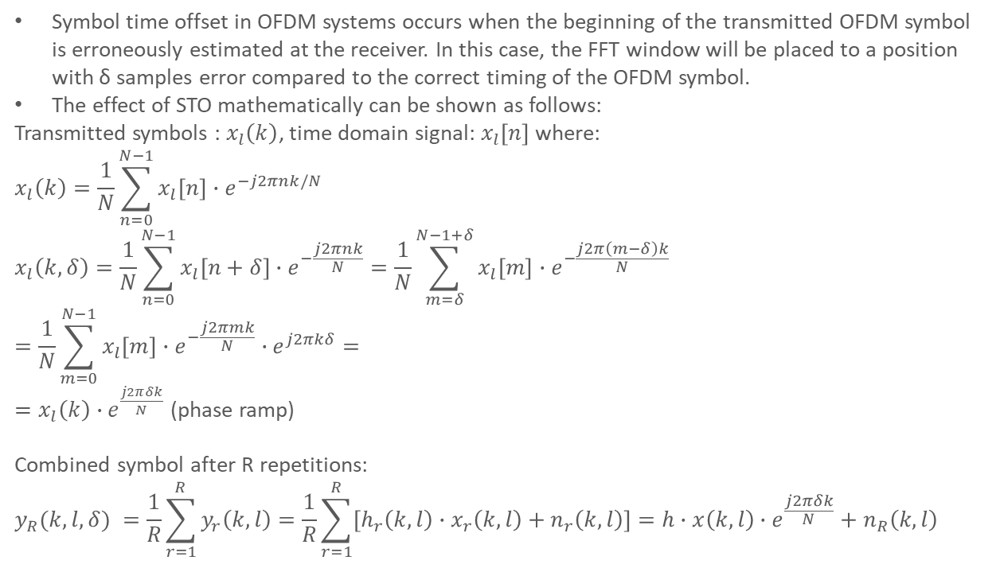 • Symbol time offset in OFDM systems occurs when the beginning of the transmitted OFDM symbol
is erroneously estimated at the receiver. In this case, the FFT window will be placed to a position
with δ samples error compared to the correct timing of the OFDM symbol.
• The effect of STO mathematically can be shown as follows:
Transmitted symbols : $x_l(k)$, time domain signal: $x_l[n]$ where:
$x_l(k) = \frac{1}{N} \sum_{n=0}^{N-1} x_l[n] \cdot e^{-j2\pi nk/N}$
$x_l(k,\delta) = \frac{1}{N} \sum_{n=0}^{N-1} x_l[n+\delta] \cdot e^{-\frac{j2\pi nk}{N}} = \frac{1}{N} \sum_{m=\delta}^{N-1+\delta} x_l[m] \cdot e^{-\frac{j2\pi(m-\delta)k}{N}}$
$= \frac{1}{N} \sum_{m=0}^{N-1} x_l[m] \cdot e^{-\frac{j2\pi mk}{N}} \cdot e^{j2\pi k\delta} =$
$= x_l(k) \cdot e^{\frac{j2\pi\delta k}{N}}$ (phase ramp)
Combined symbol after R repetitions:
$y_R(k,l,\delta) = \frac{1}{R} \sum_{r=1}^{R} y_r(k,l) = \frac{1}{R} \sum_{r=1}^{R} [h_r(k,l) \cdot x_r(k,l) + n_r(k,l)] = h \cdot x(k,l) \cdot e^{\frac{j2\pi\delta k}{N}} + n_R(k,l)$